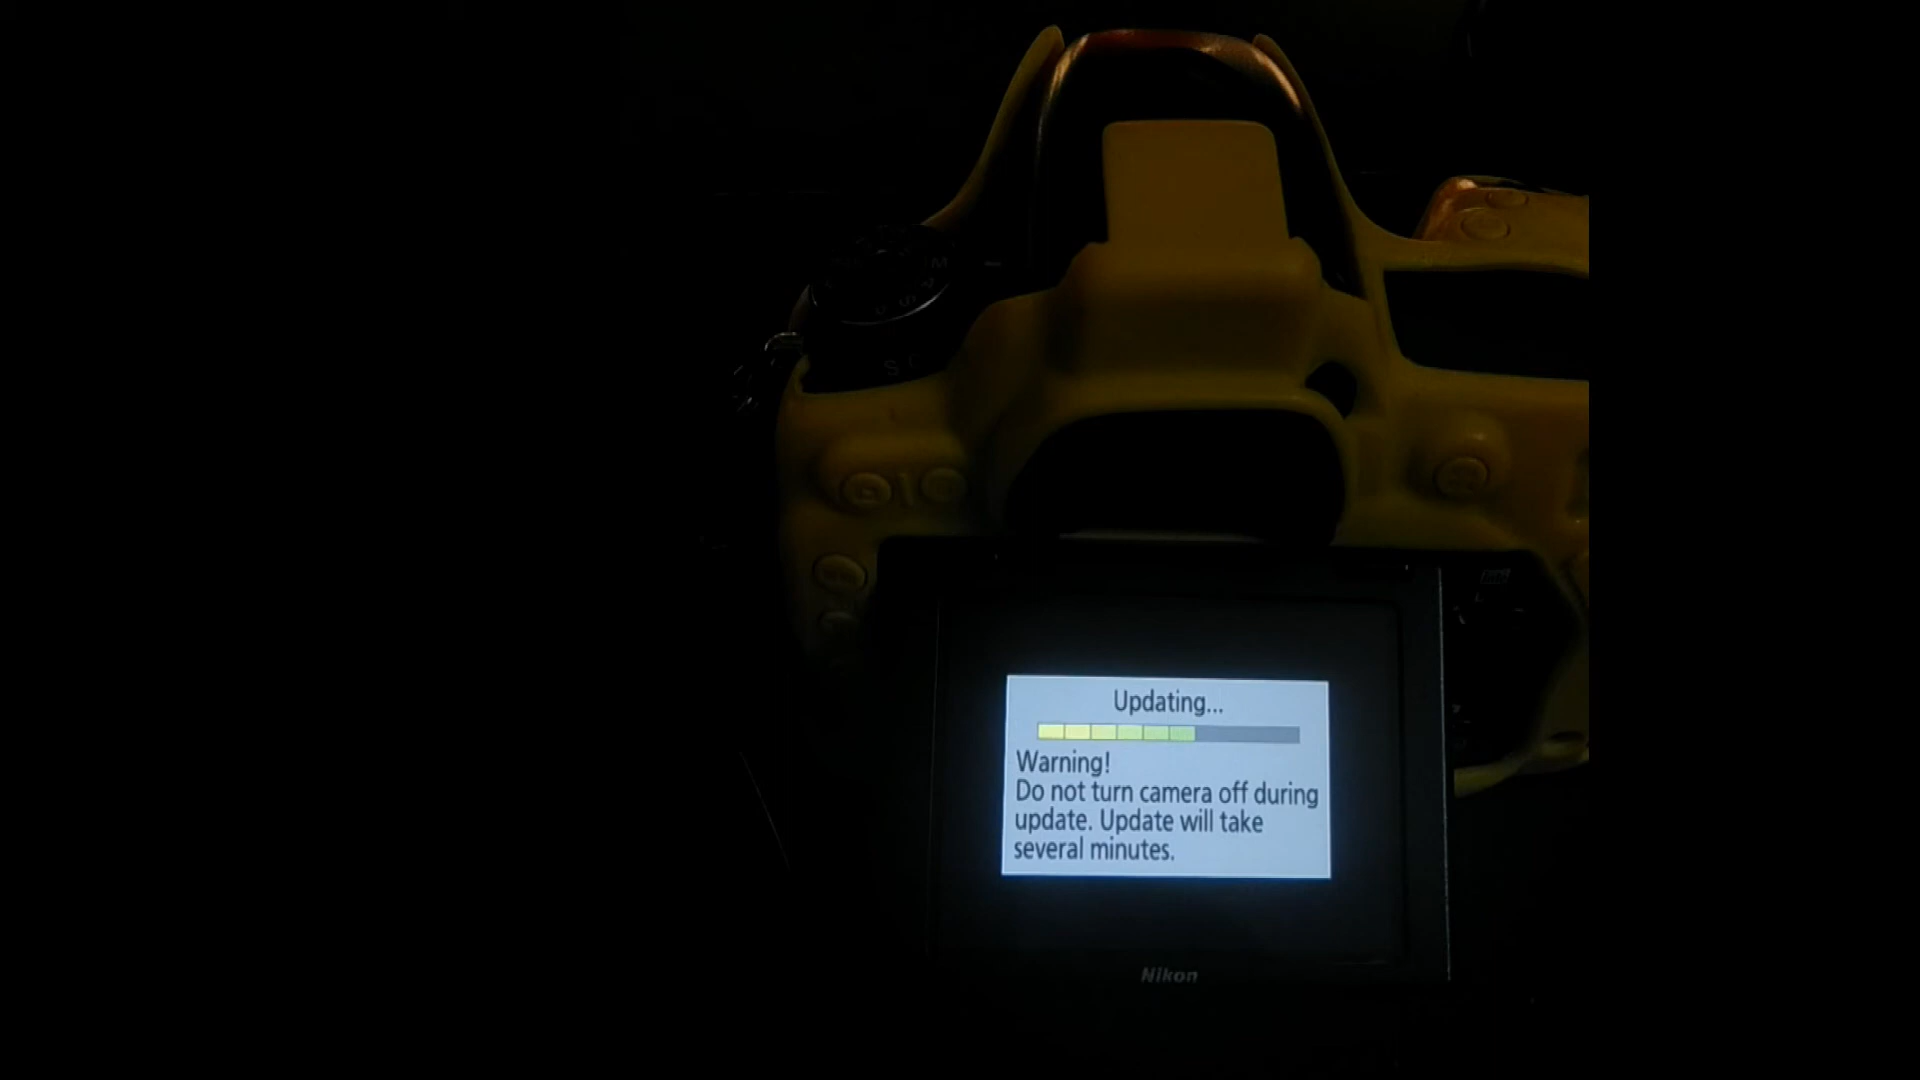 Updating...
Warning!
Do not turn camera off during
update. Update will take
several minutes.
Nikon